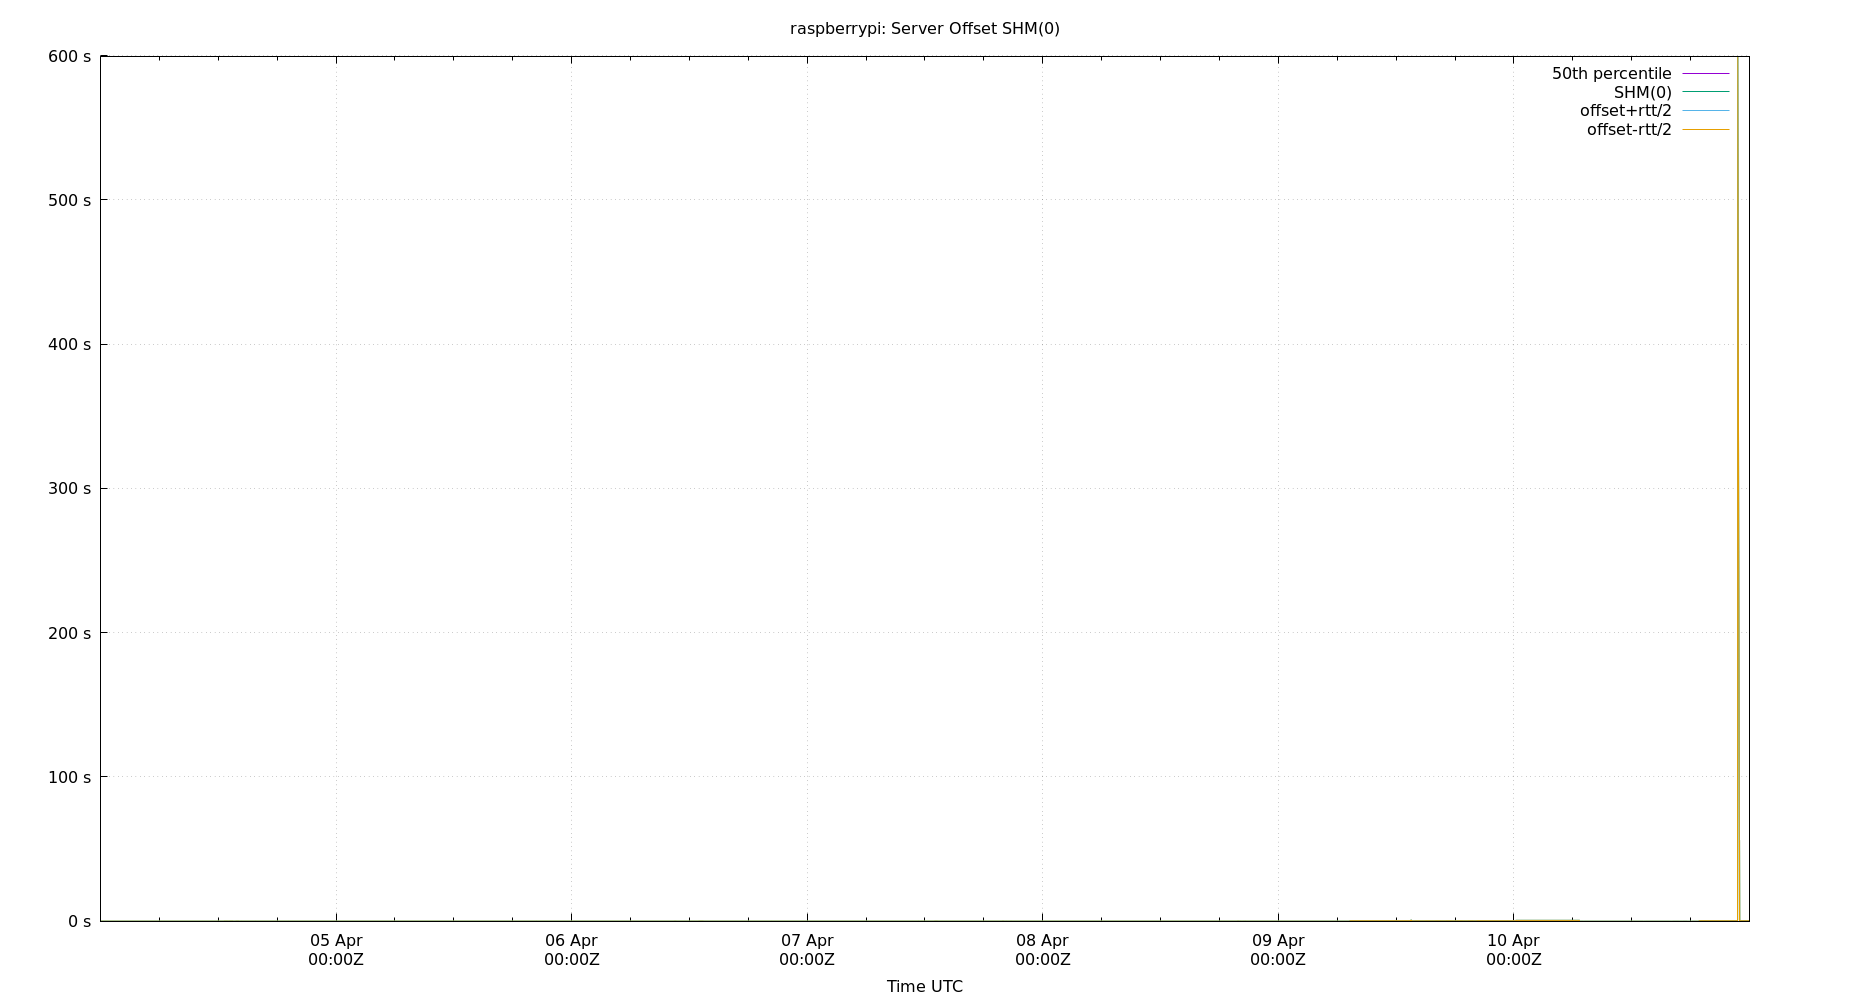 raspberrypi: Server Offset SHM(0)
600 s
500 s
400 s
300 s
200 s
100 s
0 s
50th percentile
SHM(0)
offset+rtt/2
offset-rtt/2
05 Apr 06 Apr 07 Apr 08 Apr 09 Apr 10 Apr
00:00Z 00:00Z 00:00Z 00:00Z 00:00Z 00:00Z
Time UTC